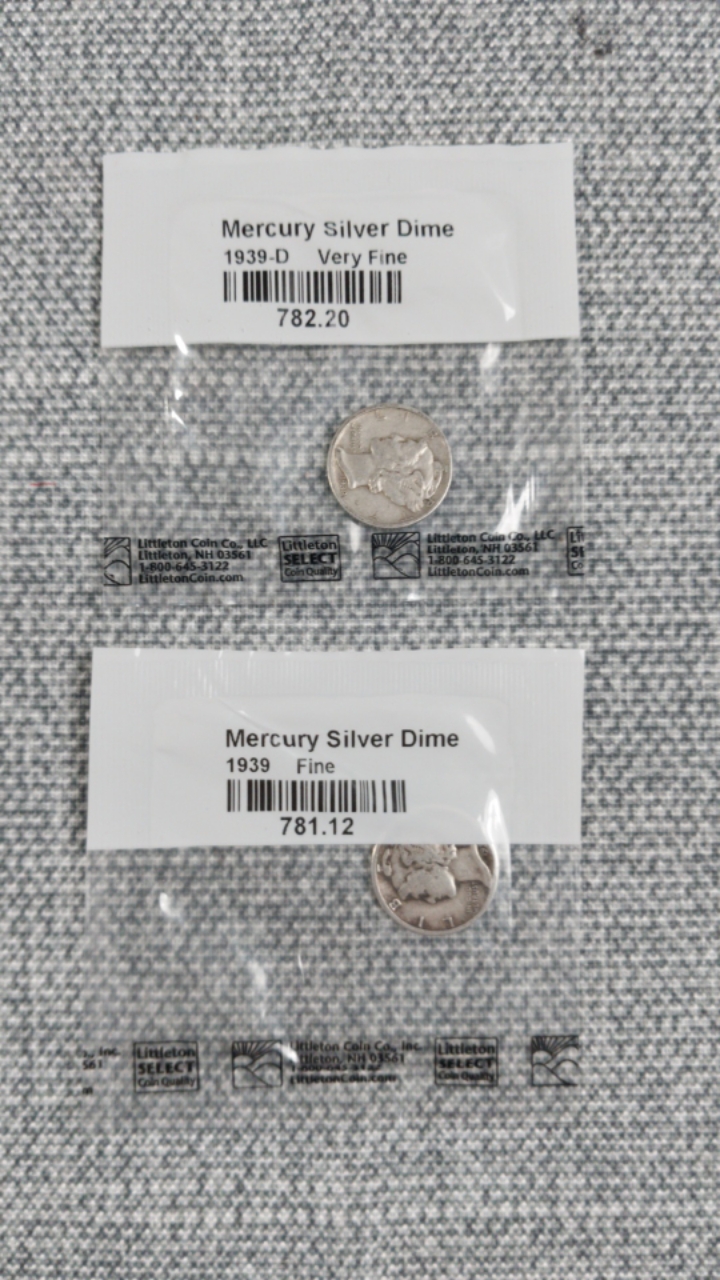 Mercury Silver Dime
1939-D Very Fine
782.20
Littleton Coin Co., LLC
Littleton, NH 03561
1-800-645-3122
LittletonCoin.com
Littleton
SELECT
Coin Quality
Littleton Coin Co., LLC
Littleton, NH 03561
1-800-645-3122
LittletonCoin.com
Mercury Silver Dime
1939 Fine
781.12
Littleton
SELECT
Coin Quality
Littleton Coin Co., Inc.
Littleton, NH 03561
LittletonCoin.com
Littleton
SELECT
Coin Quality